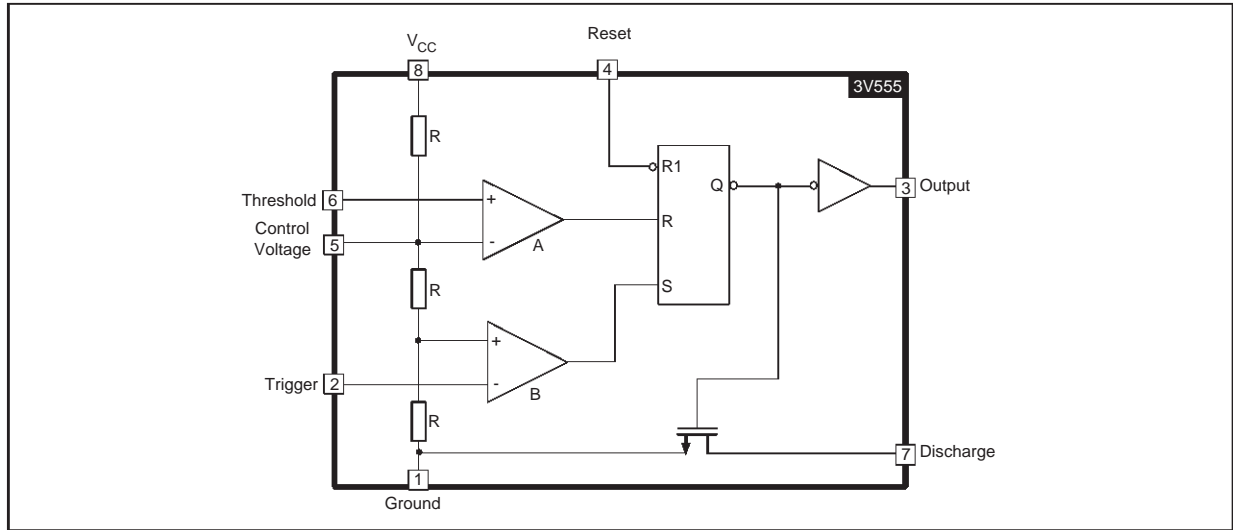 V_CC
Reset
8
4
3V555
R
R1
Threshold
6
+
Q
3
Output
Control
Voltage
5
-
A
R
R
S
+
Trigger
2
-
B
R
7
Discharge
1
Ground